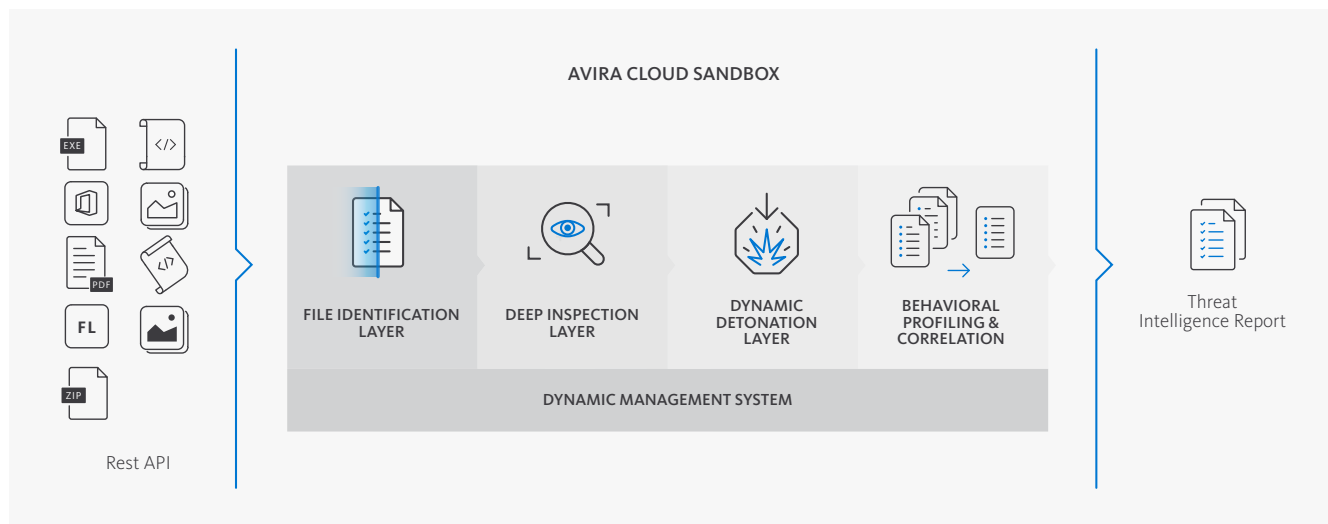 AVIRA CLOUD SANDBOX
EXE
</>
PDF
</>
FL
ZIP
Rest API
FILE IDENTIFICATION
LAYER
DEEP INSPECTION
LAYER
DYNAMIC
DETONATION
LAYER
BEHAVIORAL
PROFILING &
CORRELATION
DYNAMIC MANAGEMENT SYSTEM
Threat
Intelligence Report